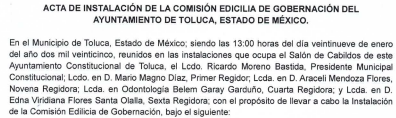 ACTA DE INSTALACIÓN DE LA COMISIÓN EDILICIA DE GOBERNACIÓN DEL
AYUNTAMIENTO DE TOLUCA, ESTADO DE MÉXICO.
En el Municipio de Toluca, Estado de México; siendo las 13:00 horas del día veintinueve de enero
del año dos mil veinticinco, reunidos en las instalaciones que ocupa el Salón de Cabildos de este
Ayuntamiento Constitucional de Toluca, el Lcdo. Ricardo Moreno Bastida, Presidente Municipal
Constitucional; Lcdo. en D. Mario Magno Díaz, Primer Regidor; Lcda. en D. Araceli Mendoza Flores,
Novena Regidora; Lcda. en Odontología Belem Garay Garduño, Cuarta Regidora; y Lcda. en D.
Edna Viridiana Flores Santa Olalla, Sexta Regidora; con el propósito de llevar a cabo la Instalación
de la Comisión Edilicia de Gobernación, bajo el siguiente: